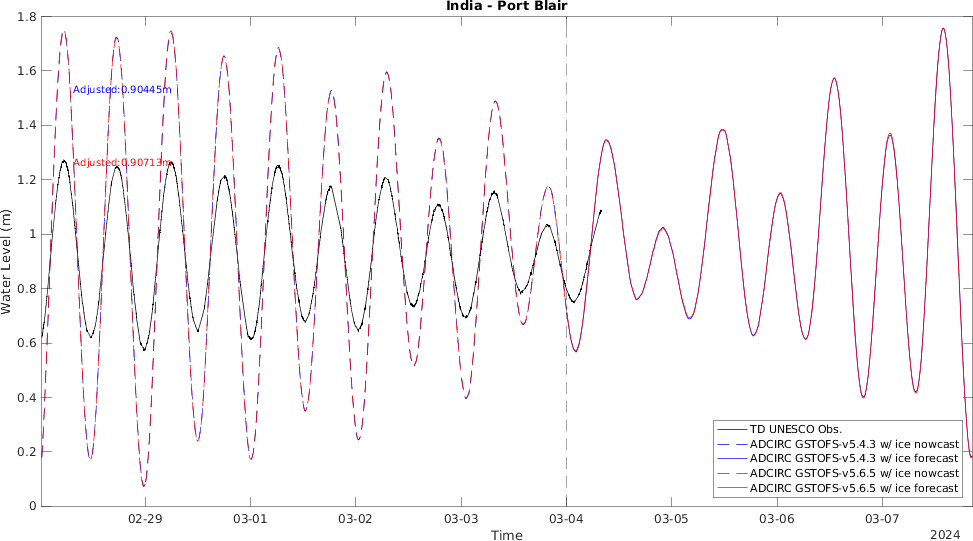 India - Port Blair
1.8
1.6
1.4
1.2
1
0.8
0.6
0.4
0.2
0
Water Level (m)
Adjusted:0.90445m
Adjusted:0.90713m
TD UNESCO Obs.
ADCIRC GSTOFS-v5.4.3 w/ ice nowcast
ADCIRC GSTOFS-v5.4.3 w/ ice forecast
ADCIRC GSTOFS-v5.6.5 w/ ice nowcast
ADCIRC GSTOFS-v5.6.5 w/ ice forecast
02-29 03-01 03-02 03-03 03-04 03-05 03-06 03-07
Time
2024